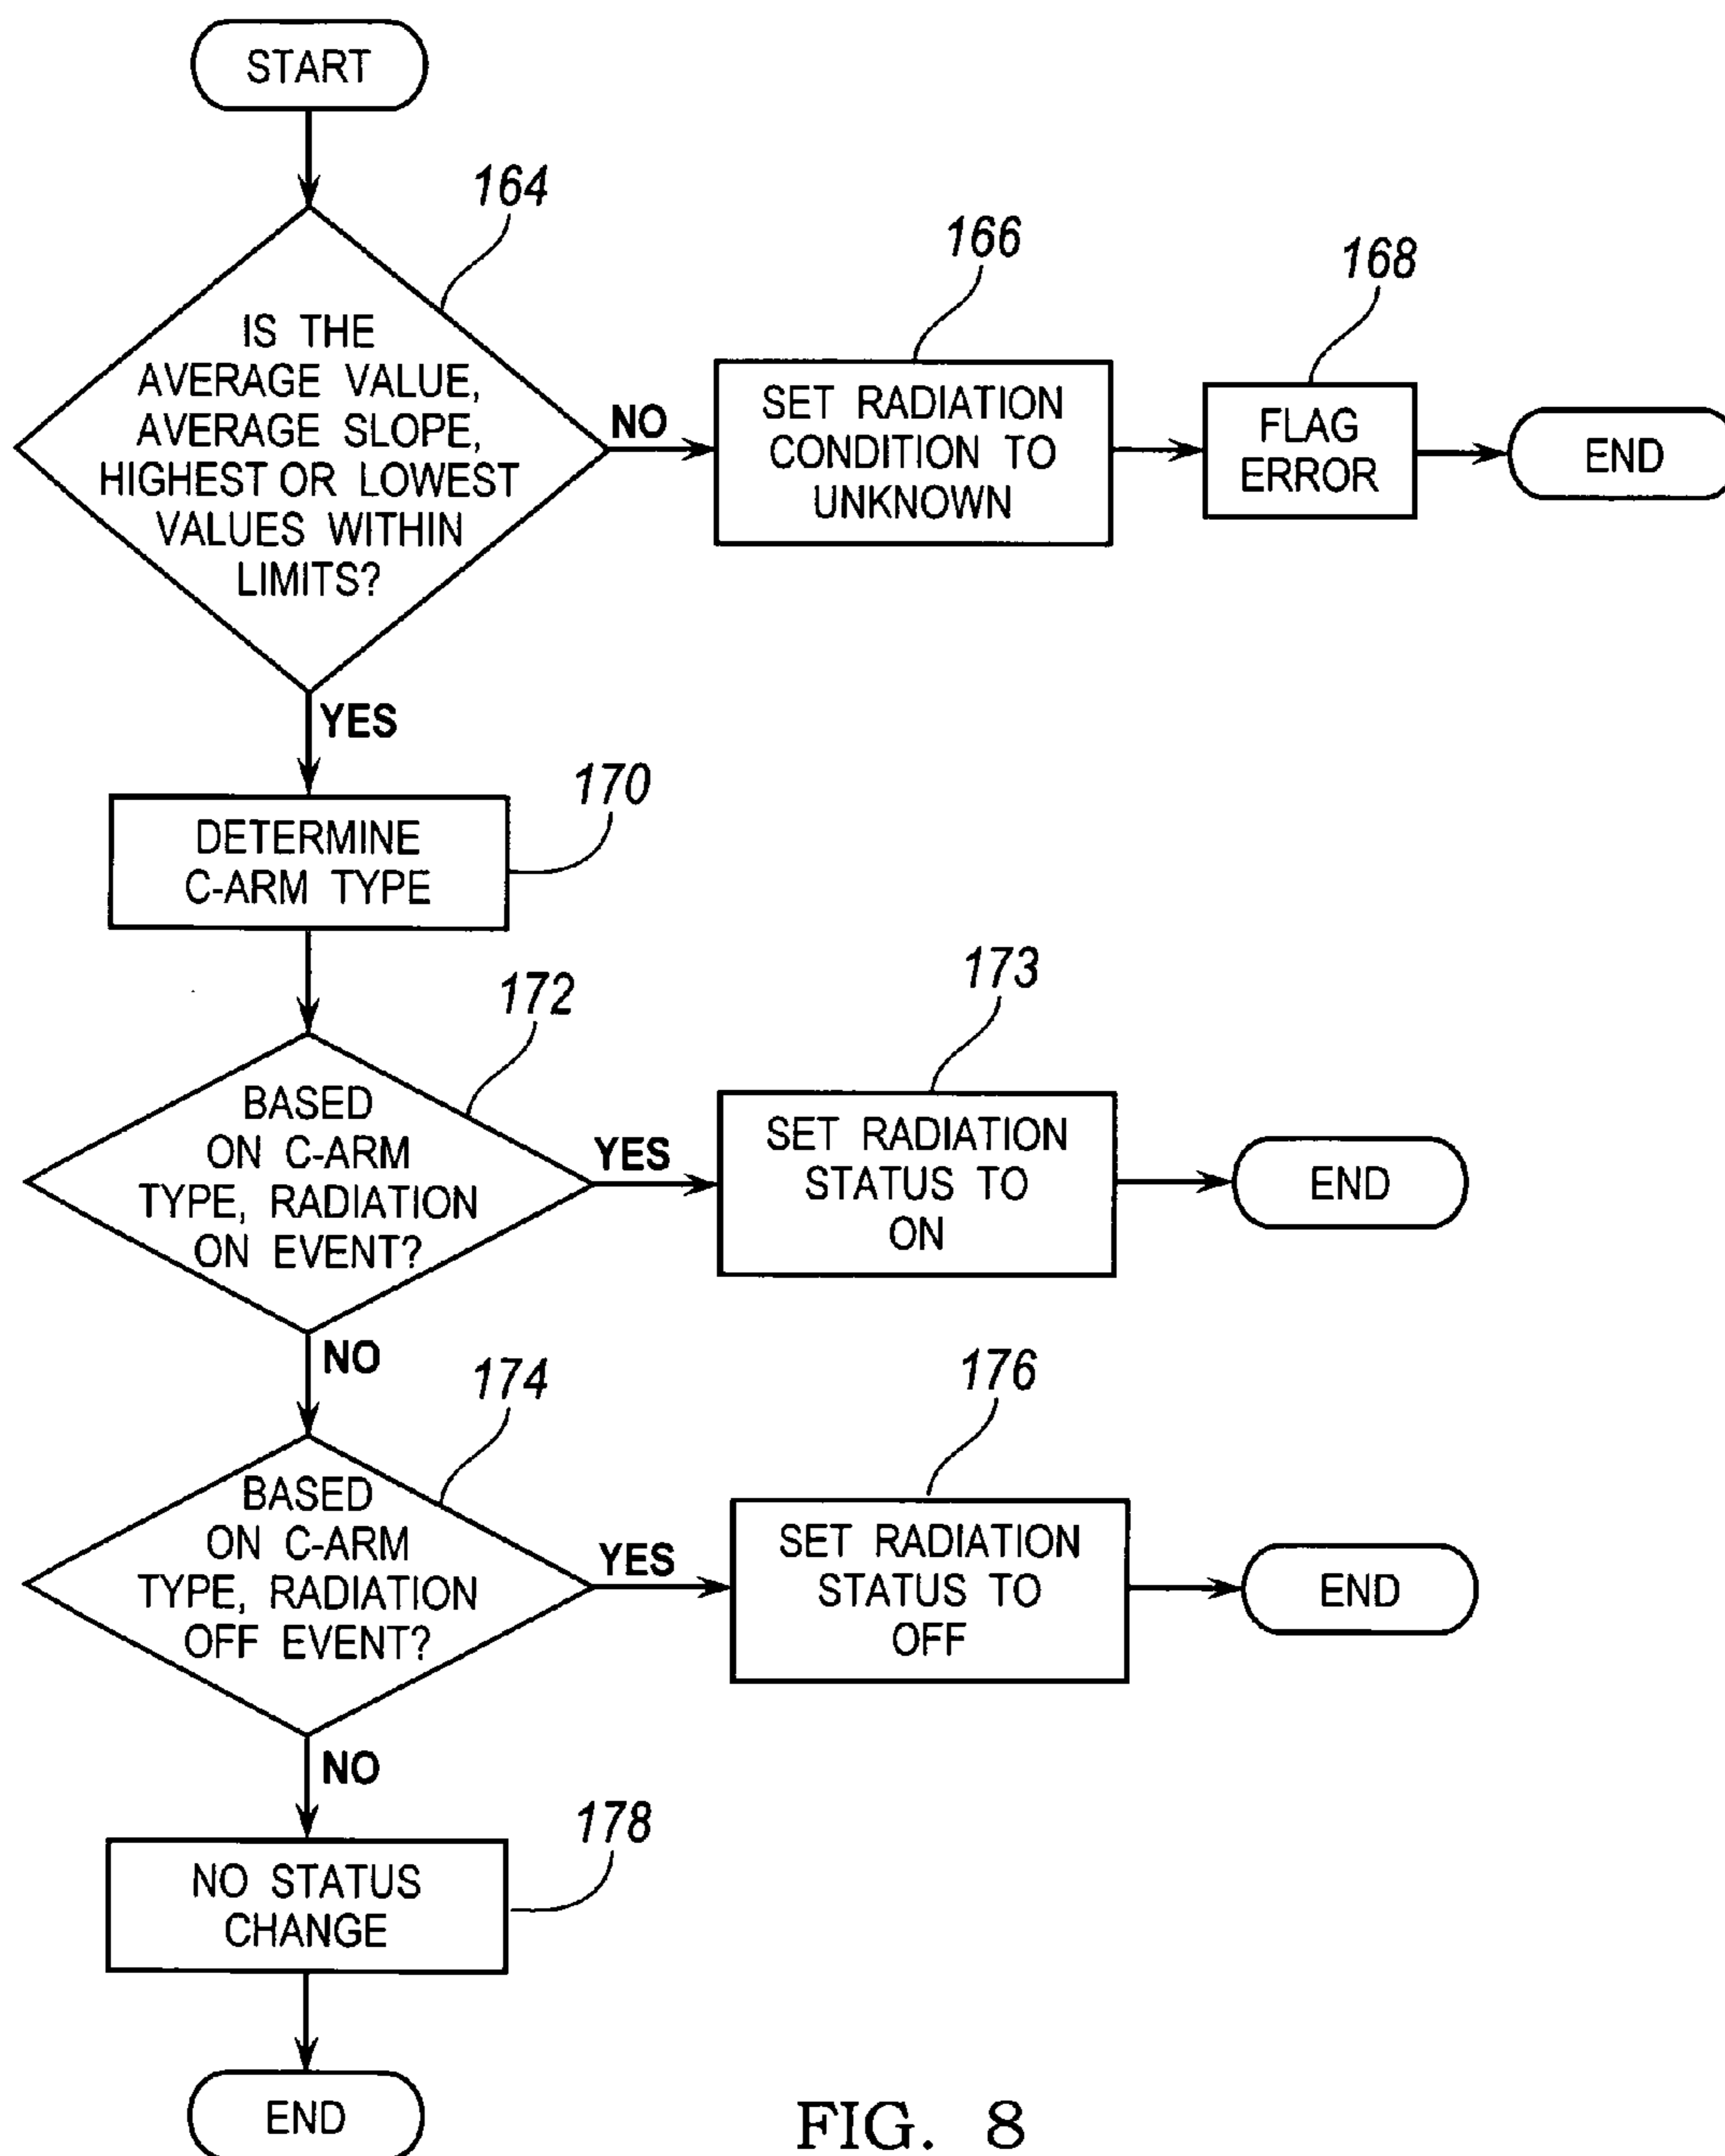 START
164
IS THE
AVERAGE VALUE,
AVERAGE SLOPE,
HIGHEST OR LOWEST
VALUES WITHIN
LIMITS?
NO
166
SET RADIATION
CONDITION TO
UNKNOWN
168
FLAG
ERROR
END
YES
170
DETERMINE
C-ARM TYPE
172
BASED
ON C-ARM
TYPE, RADIATION
ON EVENT?
YES
173
SET RADIATION
STATUS TO
ON
END
NO
174
BASED
ON C-ARM
TYPE, RADIATION
OFF EVENT?
YES
176
SET RADIATION
STATUS TO
OFF
END
NO
178
NO STATUS
CHANGE
END
FIG. 8